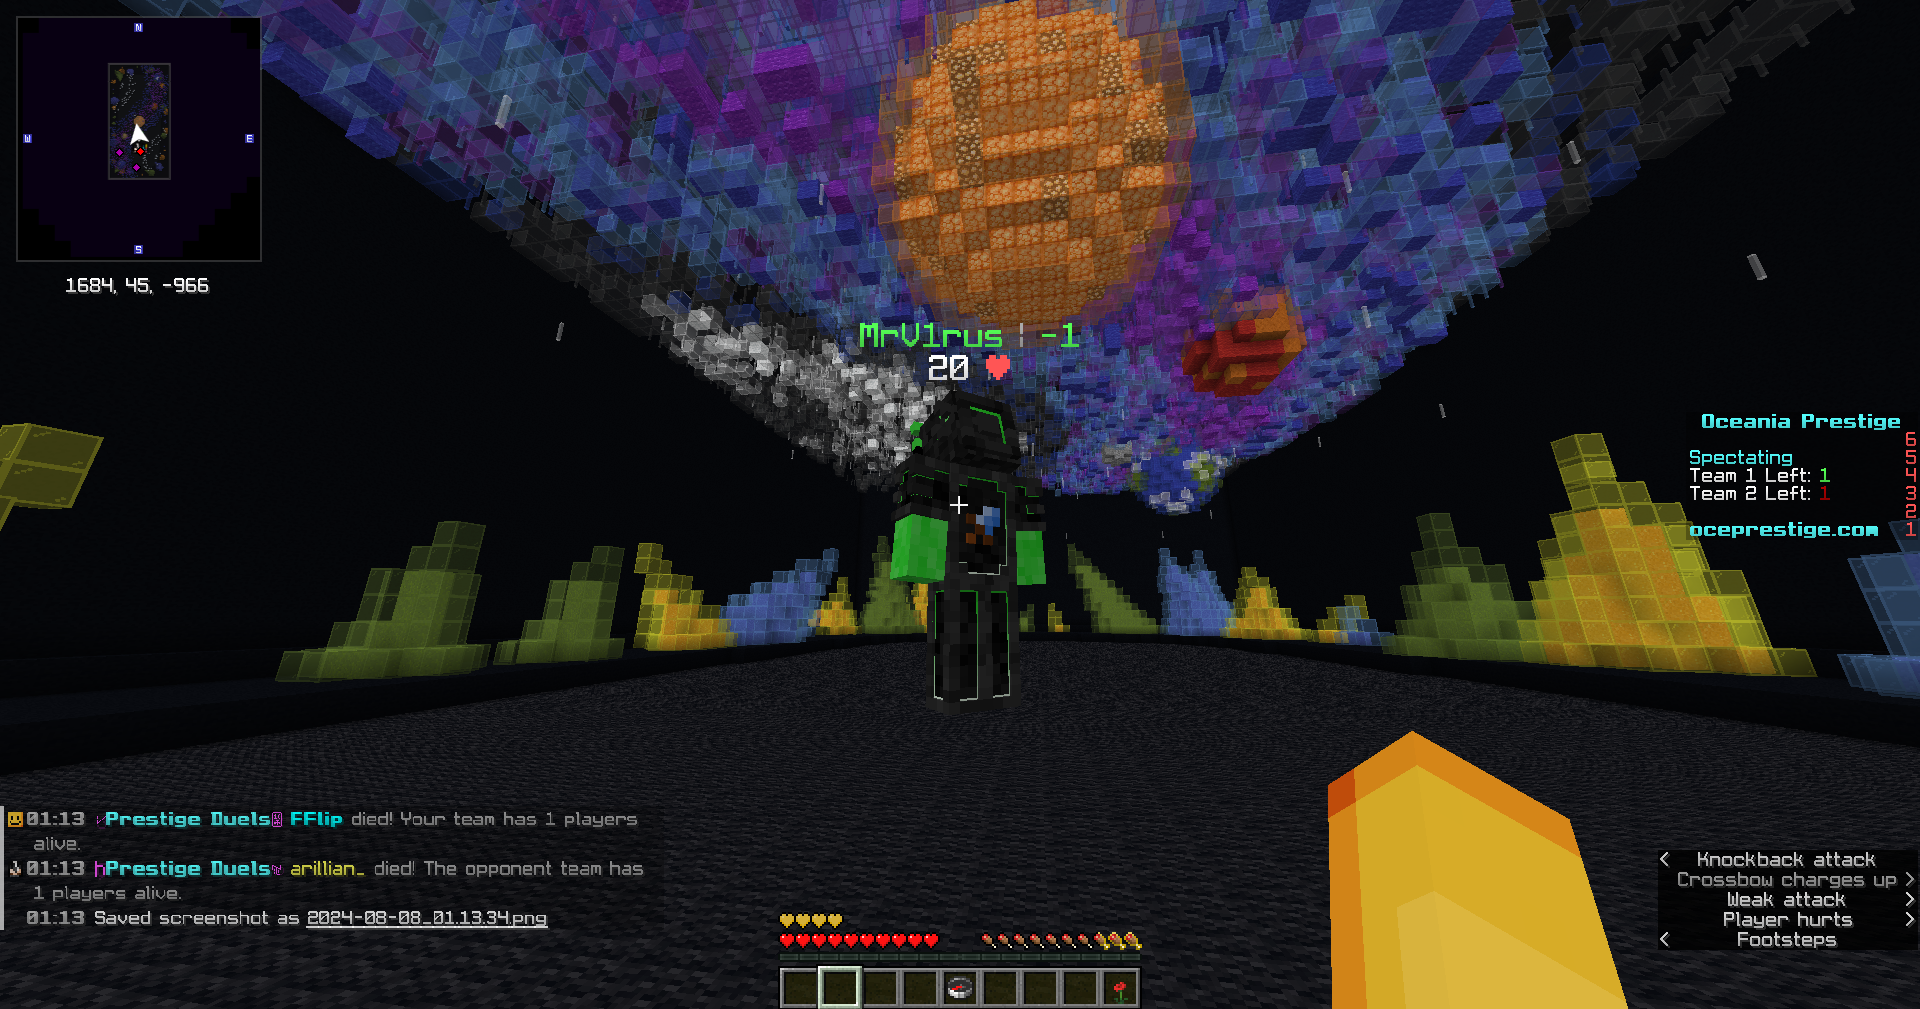 N
W
E
S
1684, 45, -966
MrV1rus | -1
20
Oceania Prestige
6
Spectating
5
Team 1 Left: 1
4
Team 2 Left: 1
3
2
oceprestige.com
1
01:13 Prestige Duels FFlip died! Your team has 1 players
alive.
01:13 Prestige Duels arillian_ died! The opponent team has
1 players alive.
01:13 Saved screenshot as 2024-08-08_01.13.34.png
< Knockback attack
Crossbow charges up >
Weak attack >
Player hurts >
< Footsteps